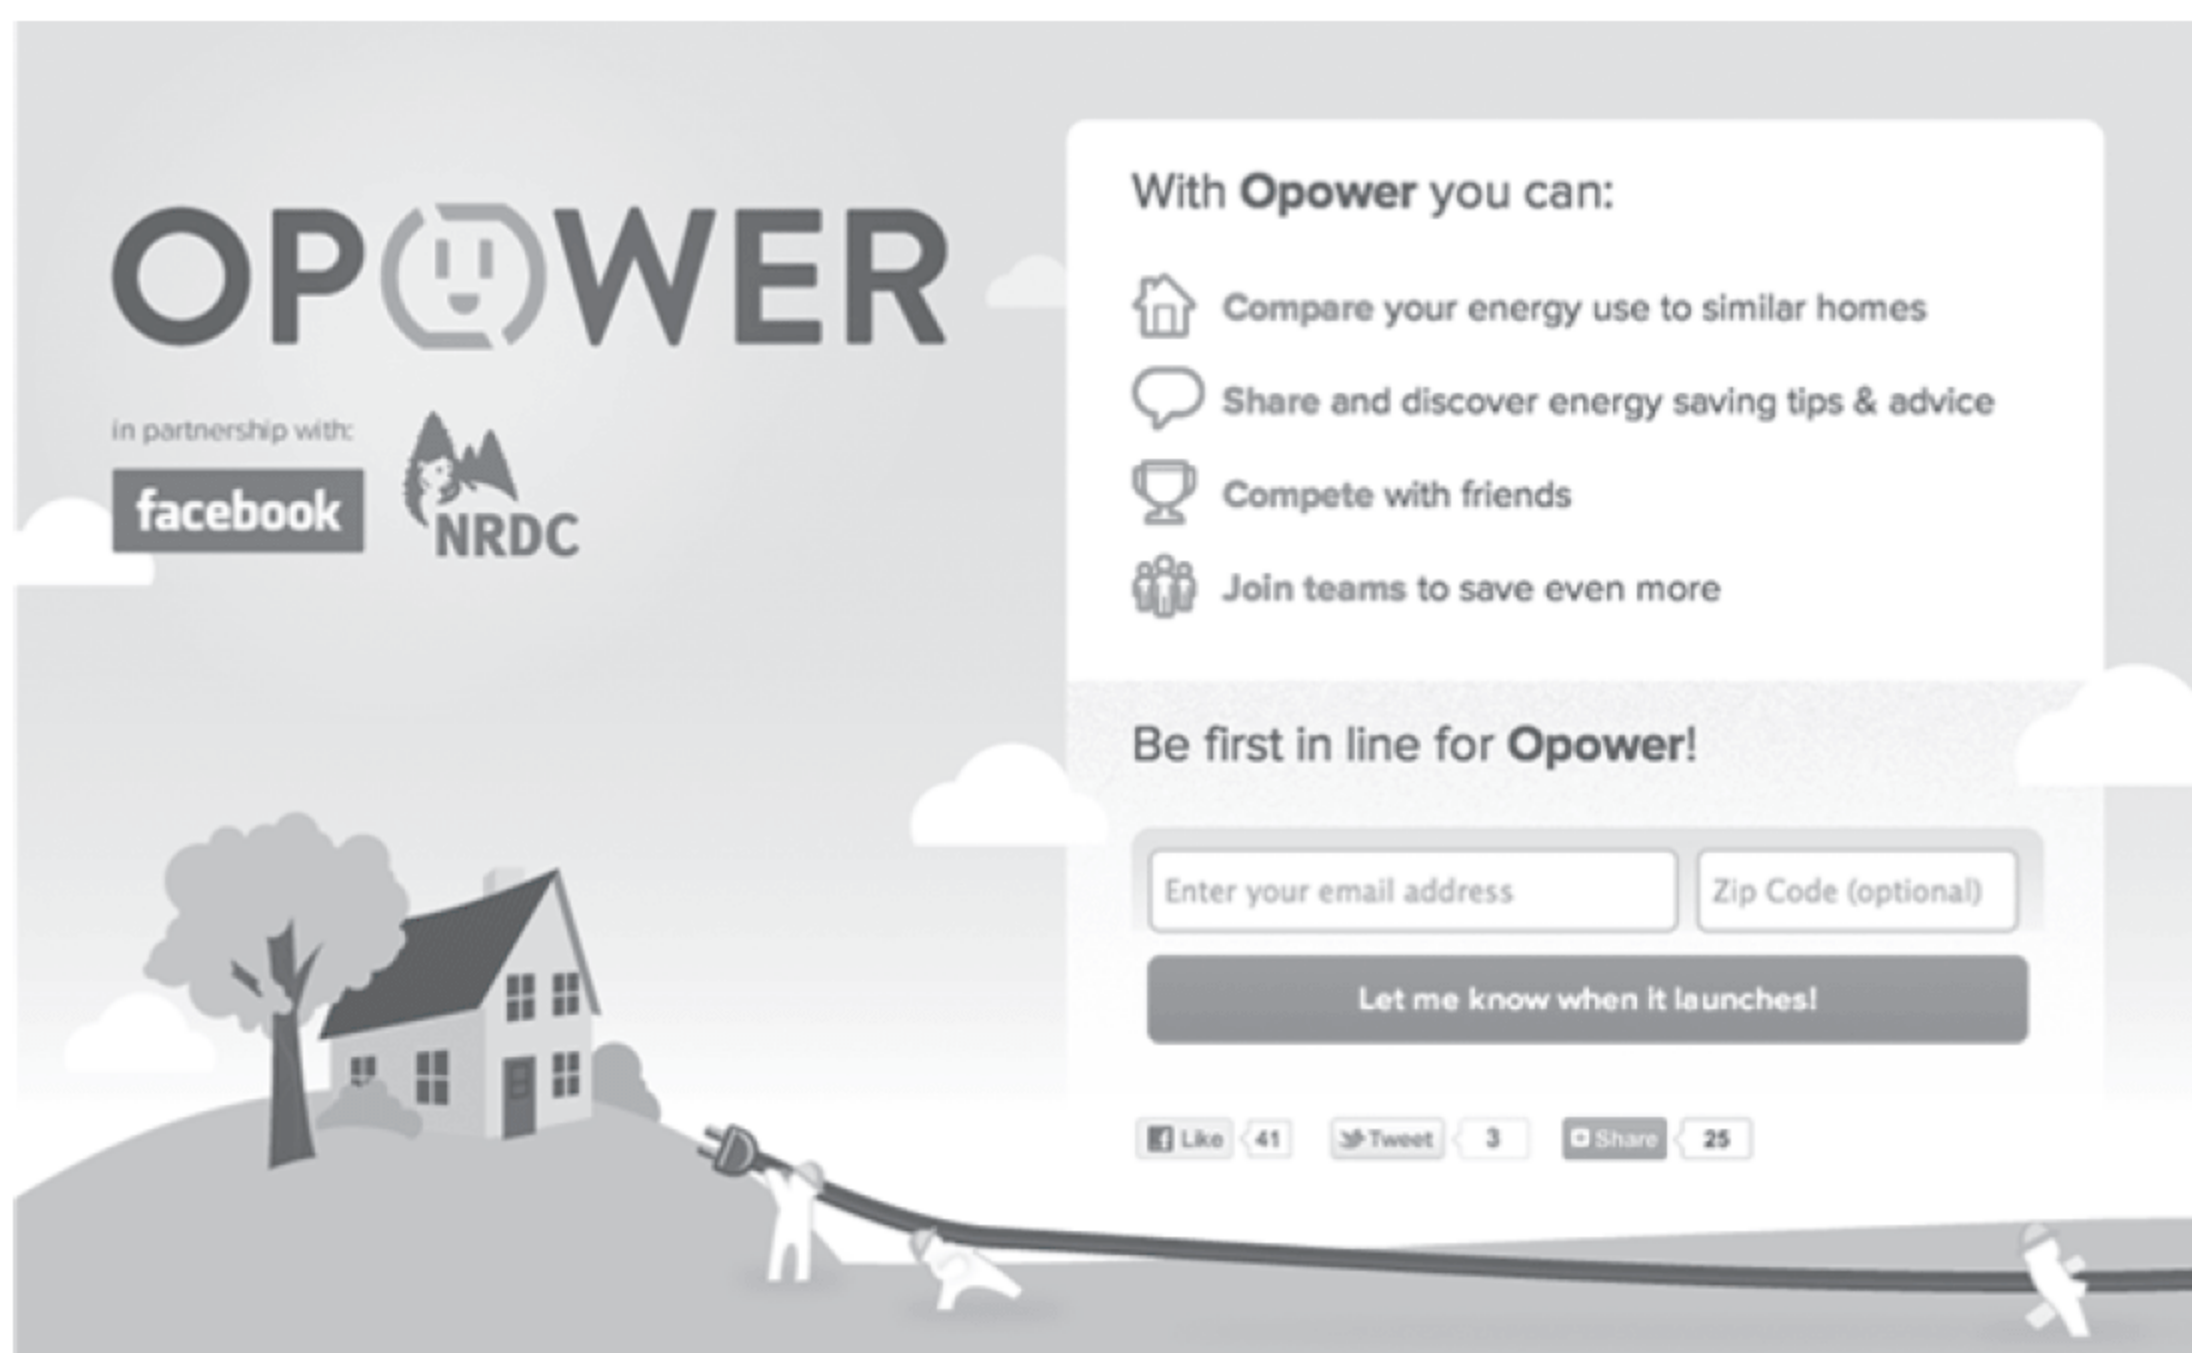 OPOWER
in partnership with:
facebook
NRDC
With Opower you can:
Compare your energy use to similar homes
Share and discover energy saving tips & advice
Compete with friends
Join teams to save even more
Be first in line for Opower!
Enter your email address
Zip Code (optional)
Let me know when it launches!
Like 41 Tweet 3 Share 25